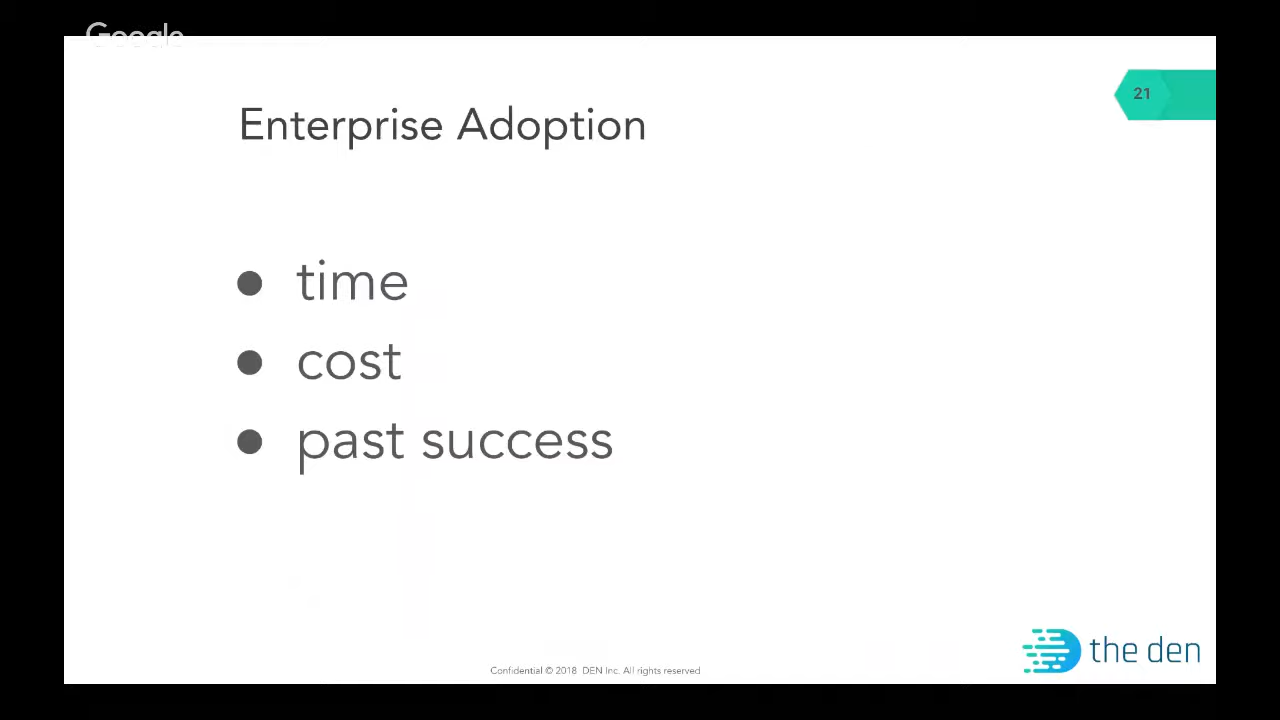 Google
21
Enterprise Adoption
● time
● cost
● past success
Confidential © 2018 DEN Inc. All rights reserved
the den